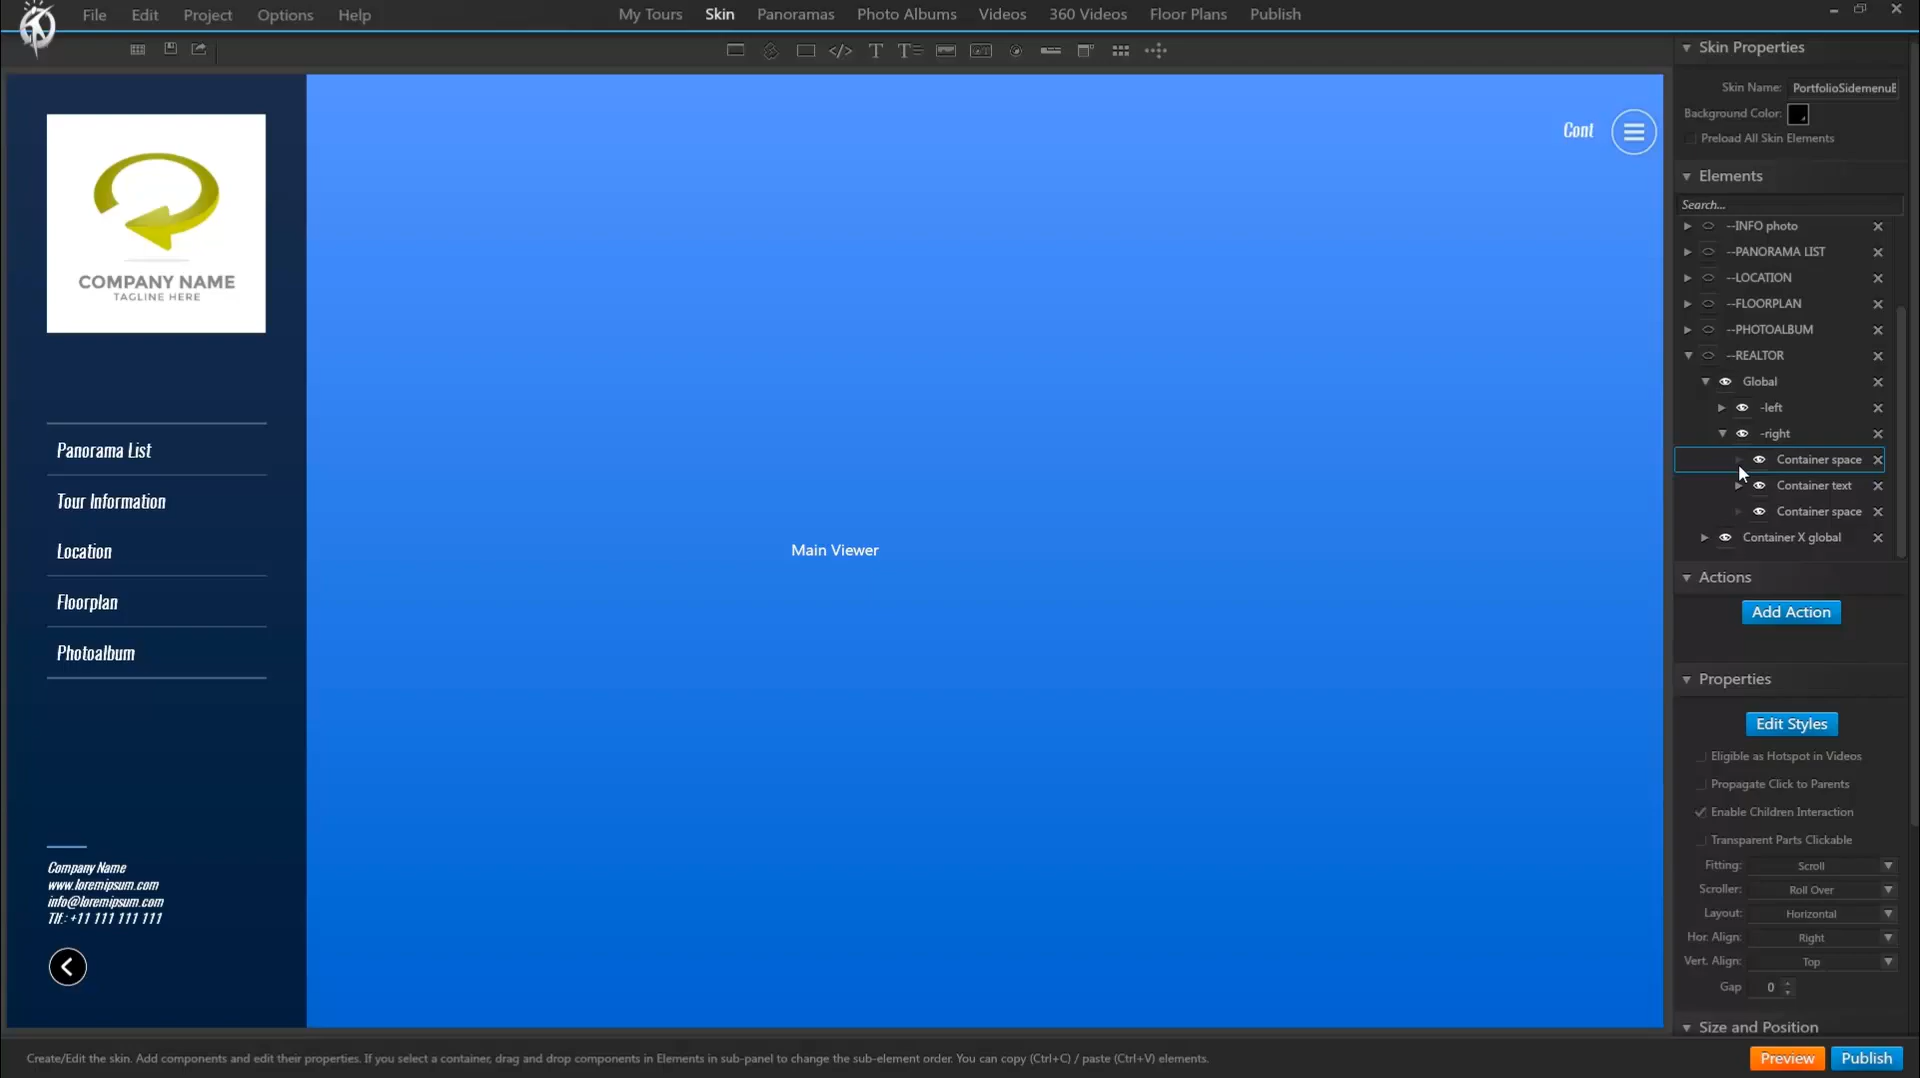 File Edit Project Options Help
My Tours Skin Panoramas Photo Albums Videos 360 Videos Floor Plans Publish
Skin Properties
Skin Name: PortfolioSidemenuB
Background Color:
Preload All Skin Elements
Elements
Search...
--INFO photo
--PANORAMA LIST
--LOCATION
--FLOORPLAN
--PHOTOALBUM
--REALTOR
Global
-left
-right
Container space
Container text
Container space
Container X global
Actions
Add Action
Properties
Edit Styles
Eligible as Hotspot in Videos
Propagate Click to Parents
Enable Children Interaction
Transparent Parts Clickable
Fitting: Scroll
Scroller: Roll Over
Layout: Horizontal
Hor. Align: Right
Vert. Align: Top
Gap 0
Size and Position
COMPANY NAME
TAGLINE HERE
Panorama List
Tour Information
Location
Floorplan
Photoalbum
Company Name
www.loremipsum.com
info@loremipsum.com
Tlf.: +11 111 111 111
Cont
Main Viewer
Create/Edit the skin. Add components and edit their properties. If you select a container, drag and drop components in Elements in sub-panel to change the sub-element order. You can copy (Ctrl+C) / paste (Ctrl+V) elements.
Preview Publish